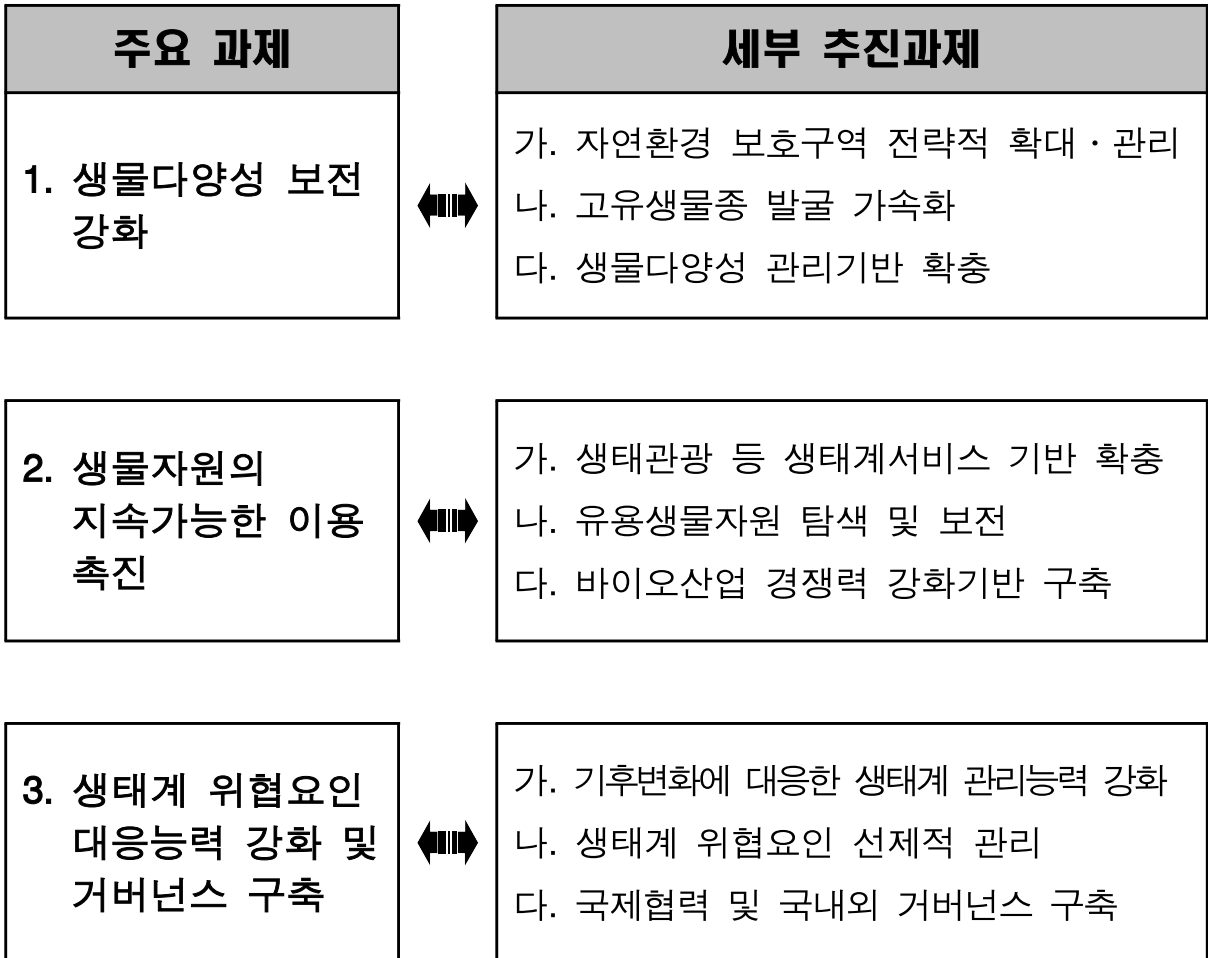 주요 과제
세부 추진과제
1. 생물다양성 보전
강화
가. 자연환경 보호구역 전략적 확대 · 관리
나. 고유생물종 발굴 가속화
다. 생물다양성 관리기반 확충
2. 생물자원의
지속가능한 이용
촉진
가. 생태관광 등 생태계서비스 기반 확충
나. 유용생물자원 탐색 및 보전
다. 바이오산업 경쟁력 강화기반 구축
3. 생태계 위협요인
대응능력 강화 및
거버넌스 구축
가. 기후변화에 대응한 생태계 관리능력 강화
나. 생태계 위협요인 선제적 관리
다. 국제협력 및 국내외 거버넌스 구축